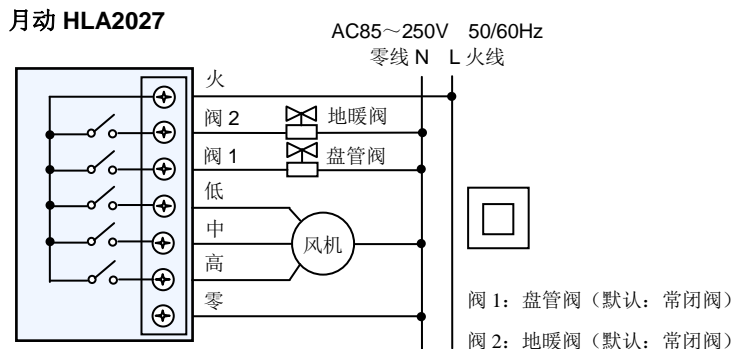 月动 HLA2027
AC85～250V 50/60Hz
零线 N L 火线
火
阀 2 地暖阀
阀 1 盘管阀
低
中
风机
高
零
阀 1：盘管阀（默认：常闭阀）
阀 2：地暖阀（默认：常闭阀）